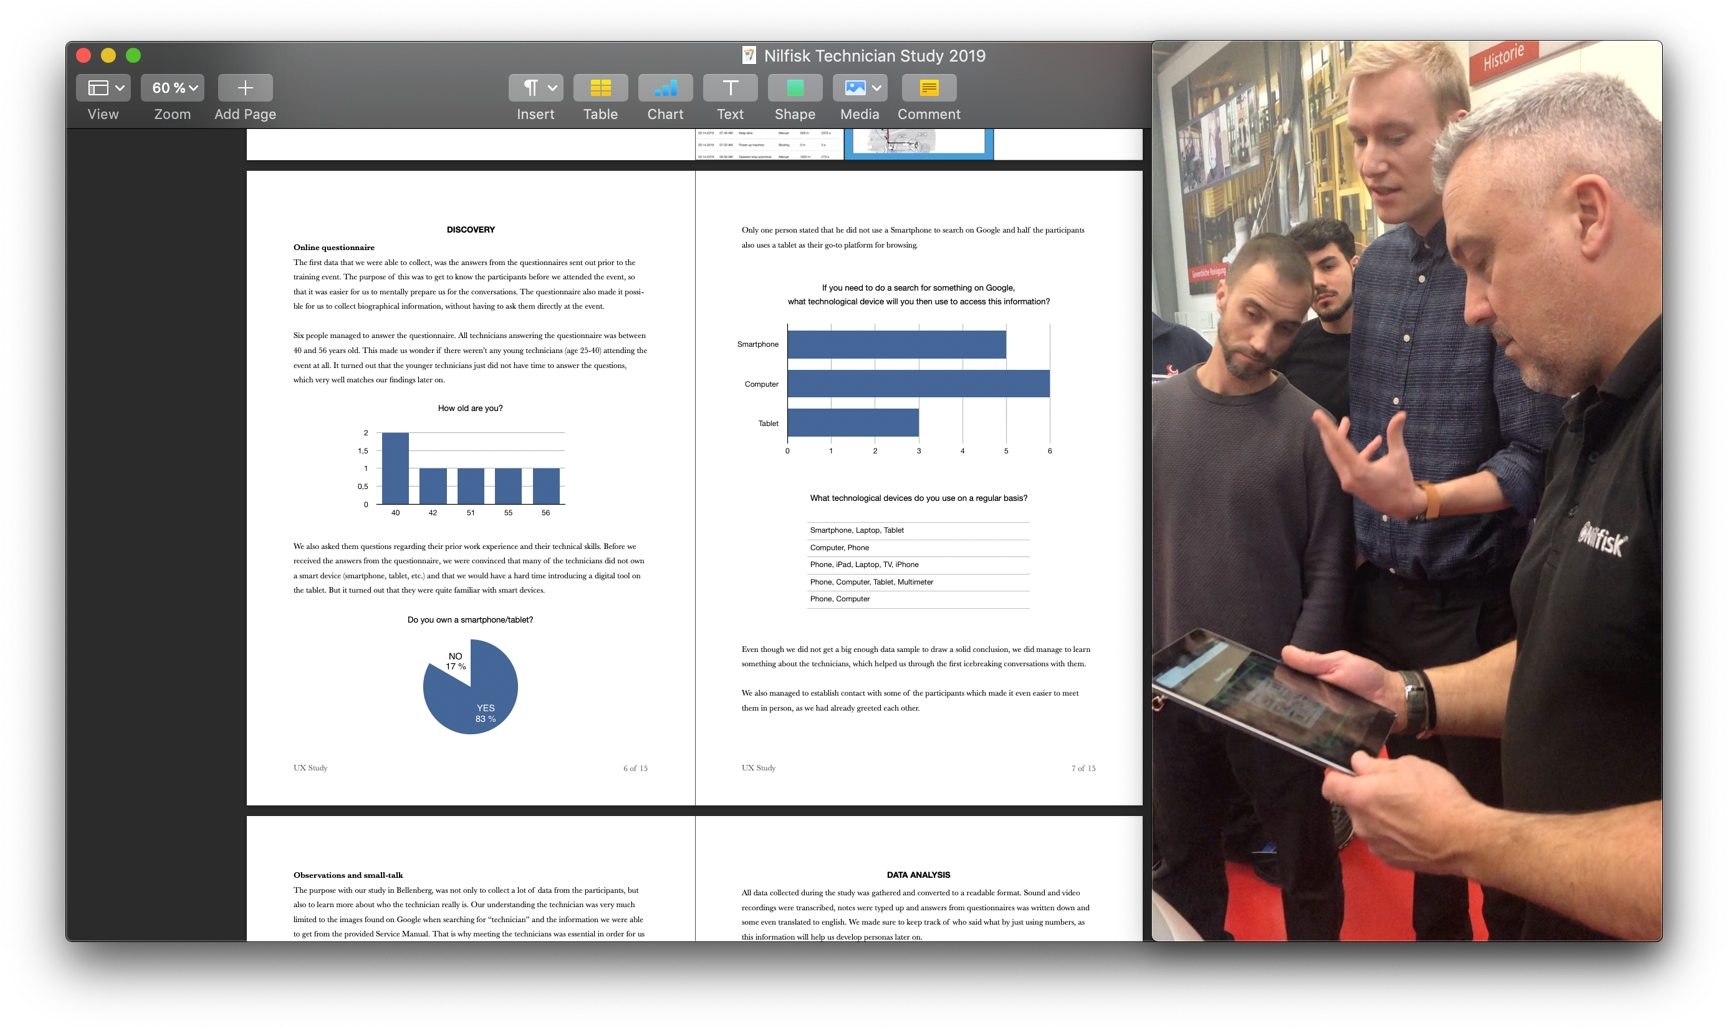 Nilfisk Technician Study 2019
60 %
View
Zoom
Add Page
Insert
Table
Chart
Text
Shape
Media
Comment
DISCOVERY
Online questionnaire
The first data that we were able to collect, was the answers from the questionnaires sent out prior to the
training event. The purpose of this was to get to know the participants before we attended the event, so
that it was easier for us to mentally prepare us for the conversations. The questionnaire also made it possi-
ble for us to collect biographical information, without having to ask them directly at the event.
Six people managed to answer the questionnaire. All technicians answering the questionnaire was between
40 and 56 years old. This made us wonder if there weren't any young technicians (age 25-40) attending the
event at all. It turned out that the younger technicians just did not have time to answer the questions,
which very well matches our findings later on.
How old are you?
2
1,5
1
0,5
0
40 42 51 55 56
We also asked them questions regarding their prior work experience and their technical skills. Before we
received the answers from the questionnaire, we were convinced that many of the technicians did not own
a smart device (smartphone, tablet, etc.) and that we would have a hard time introducing a digital tool on
the tablet. But it turned out that they were quite familiar with smart devices.
Do you own a smartphone/tablet?
NO
17 %
YES
83 %
UX Study
6 of 15
Only one person stated that he did not use a Smartphone to search on Google and half the participants
also uses a tablet as their go-to platform for browsing.
If you need to do a search for something on Google,
what technological device will you then use to access this information?
Smartphone
Computer
Tablet
0 1 2 3 4 5 6
What technological devices do you use on a regular basis?
Smartphone, Laptop, Tablet
Computer, Phone
Phone, iPad, Laptop, TV, iPhone
Phone, Computer, Tablet, Multimeter
Phone, Computer
Even though we did not get a big enough data sample to draw a solid conclusion, we did manage to learn
something about the technicians, which helped us through the first icebreaking conversations with them.
We also managed to establish contact with some of the participants which made it even easier to meet
them in person, as we had already greeted each other.
UX Study
7 of 15
Observations and small-talk
The purpose with our study in Bellenberg, was not only to collect a lot of data from the participants, but
also to learn more about who the technician really is. Our understanding the technician was very much
limited to the images found on Google when searching for “technician” and the information we were able
to get from the provided Service Manual. That is why meeting the technicians was essential in order for us
DATA ANALYSIS
All data collected during the study was gathered and converted to a readable format. Sound and video
recordings were transcribed, notes were typed up and answers from questionnaires was written down and
some even translated to english. We made sure to keep track of who said what by just using numbers, as
this information will help us develop personas later on.
Historie
Nilfisk